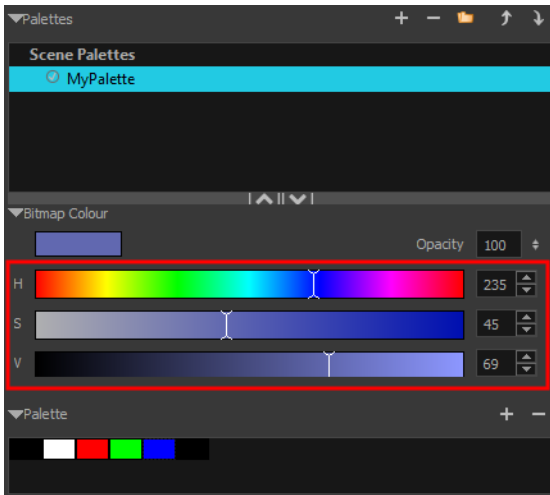 Palettes
Scene Palettes
MyPalette
Bitmap Colour
Opacity 100
H 235
S 45
V 69
Palette